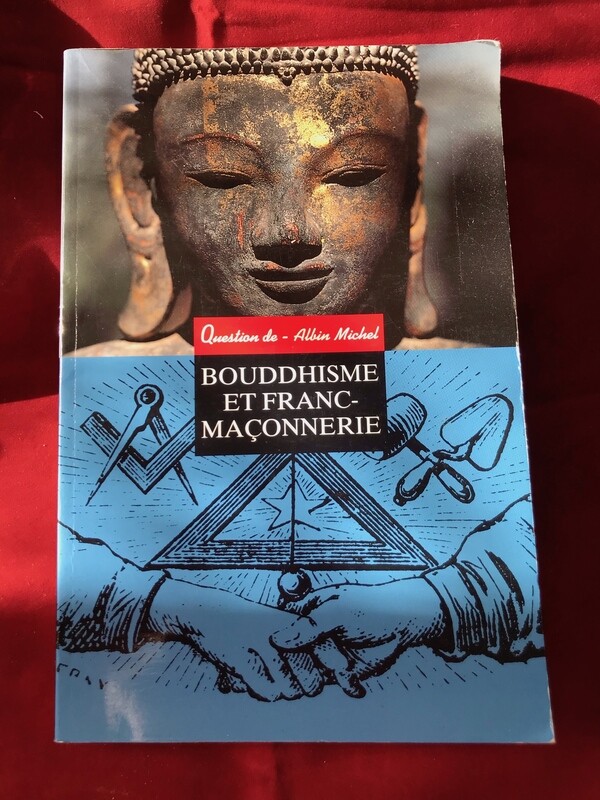 Question de - Albin Michel
BOUDDHISME
ET FRANC-
MAÇONNERIE